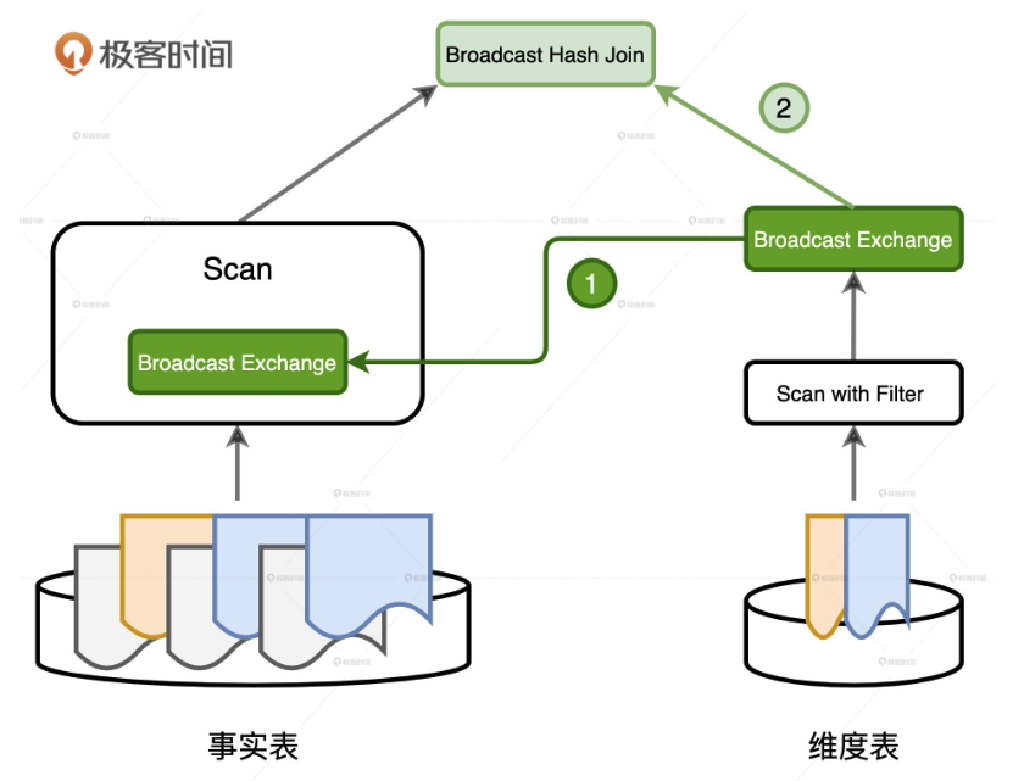 极客时间
Broadcast Hash Join
2
Broadcast Exchange
Scan
1
Broadcast Exchange
Scan with Filter
事实表
维度表